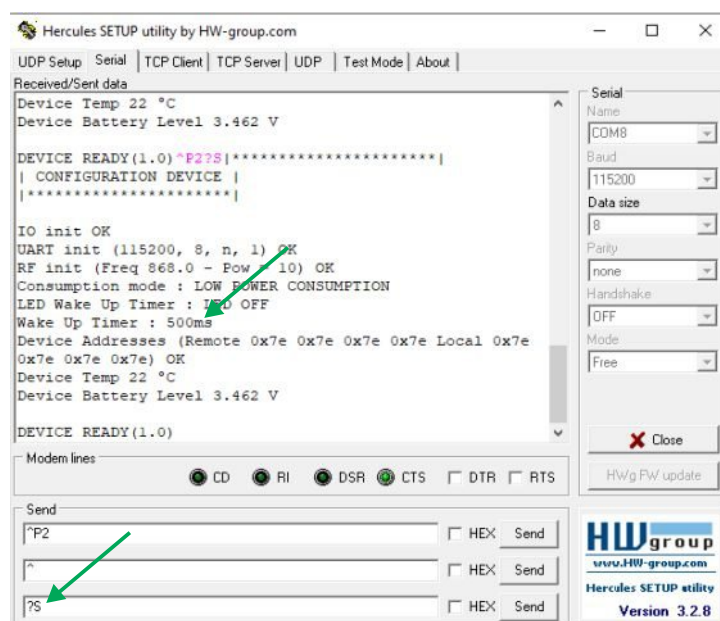 Hercules SETUP utility by HW-group.com
UDP Setup Serial TCP Client TCP Server UDP Test Mode About
Received/Sent data
Device Temp 22 °C
Device Battery Level 3.462 V
DEVICE READY(1.0)^P2?S|***********************|
| CONFIGURATION DEVICE |
|***********************|
IO init OK
UART init (115200, 8, n, 1) OK
RF init (Freq 868.0 - Pow 10) OK
Consumption mode : LOW POWER CONSUMPTION
LED Wake Up Timer : LED OFF
Wake Up Timer : 500ms
Device Addresses (Remote 0x7e 0x7e 0x7e 0x7e Local 0x7e
0x7e 0x7e 0x7e) OK
Device Temp 22 °C
Device Battery Level 3.462 V
DEVICE READY(1.0)
Serial
Name
COM8
Baud
115200
Data size
8
Parity
none
Handshake
OFF
Mode
Free
Close
HWg FW update
Modem lines
CD RI DSR CTS DTR RTS
Send
^P2 HEX Send
^ HEX Send
?S HEX Send
HWgroup
www.HW-group.com
Hercules SETUP utility
Version 3.2.8